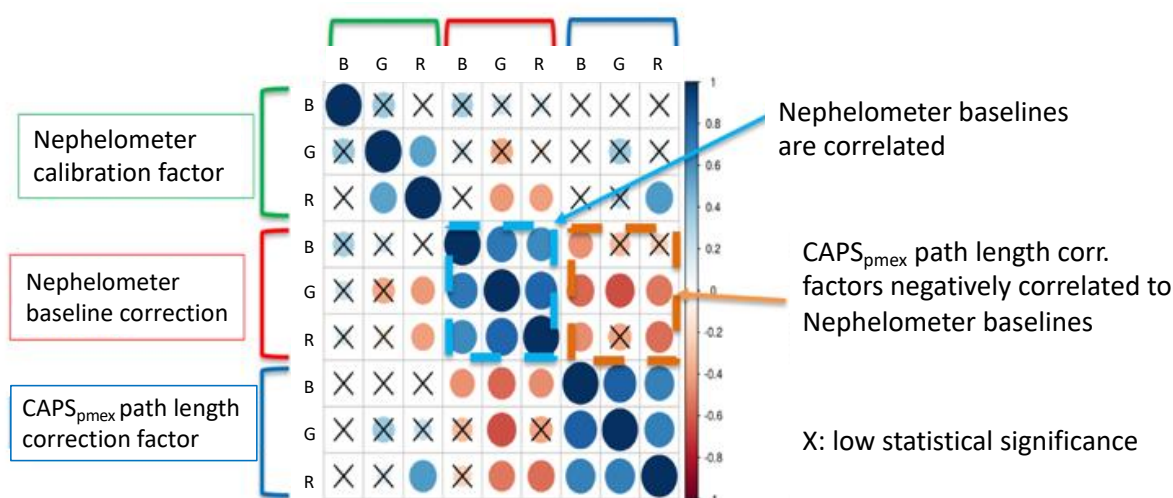 B G R B G R B G R
B
G
R
B
G
R
B
G
R
1
0.8
0.6
0.4
0.2
0
-0.2
-0.4
-0.6
-0.8
Nephelometer
calibration factor
Nephelometer
baseline correction
CAPSpmex path length
correction factor
Nephelometer baselines
are correlated
CAPSpmex path length corr.
factors negatively correlated to
Nephelometer baselines
X: low statistical significance